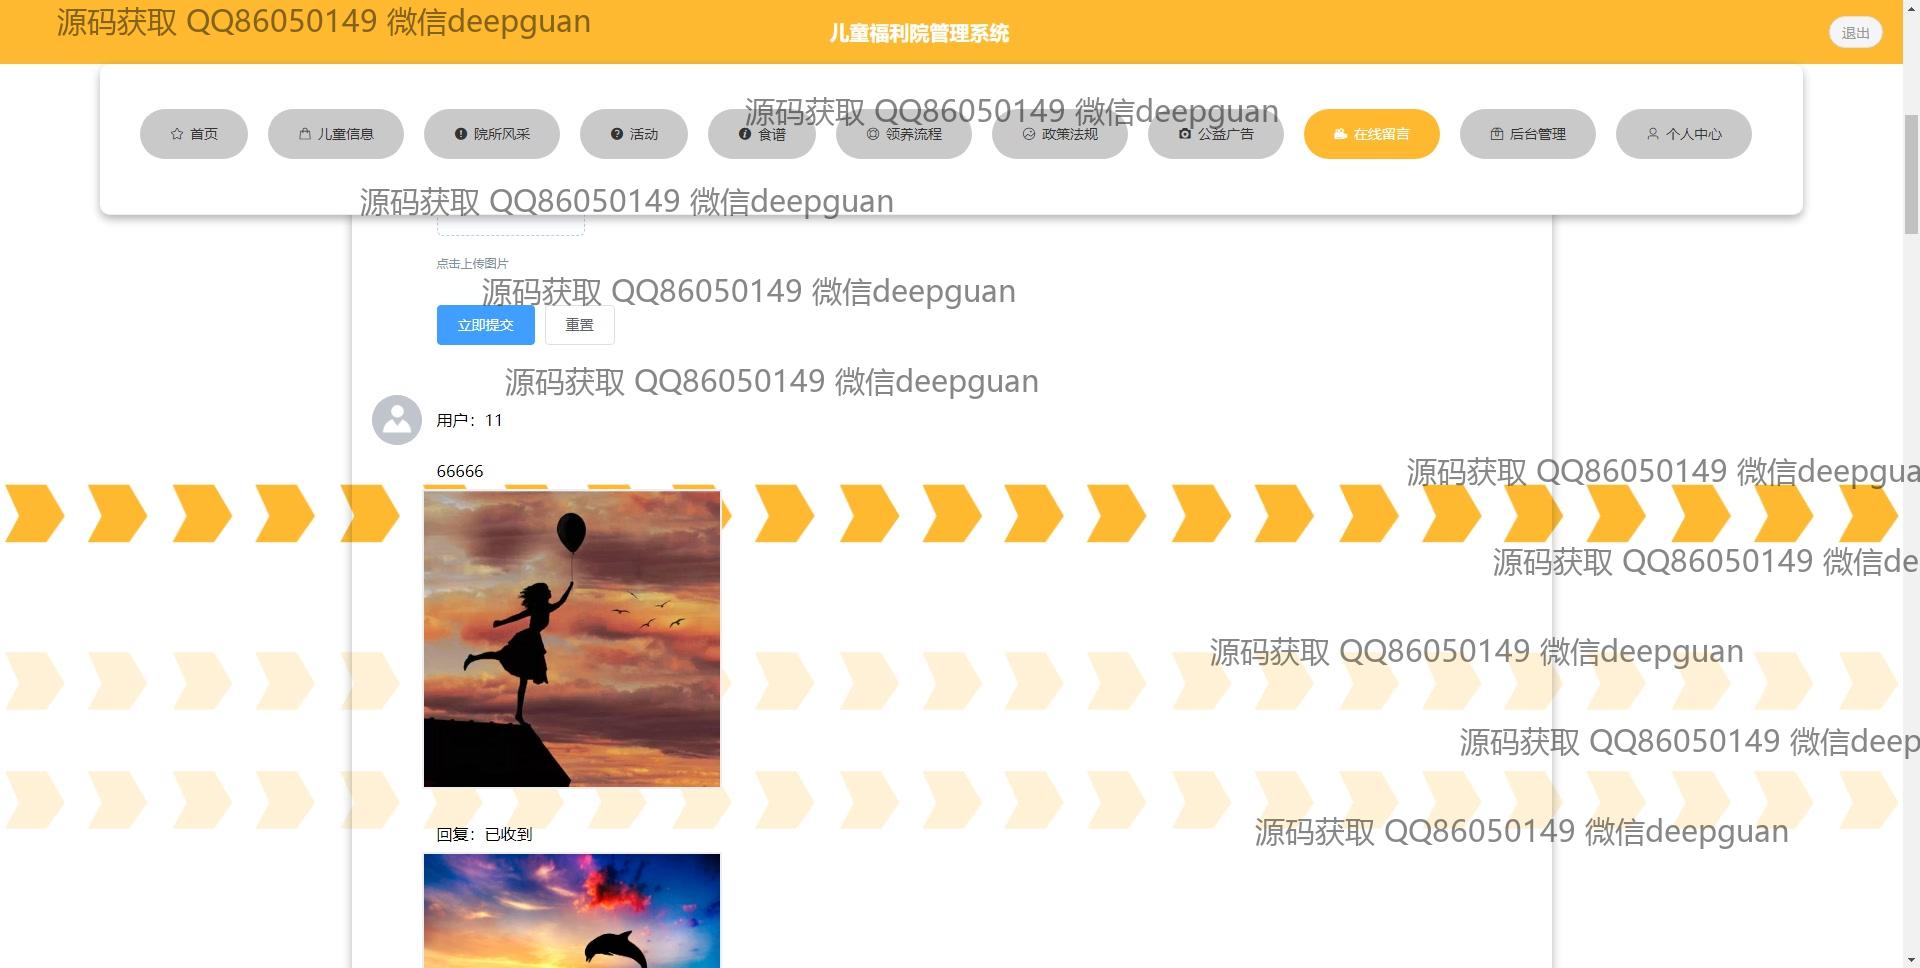 源码获取 QQ86050149 微信deepguan
儿童福利院管理系统
退出
源码获取 QQ86050149 微信deepguan
首页 儿童信息 院所风采 活动 食谱 领养流程 政策法规 公益广告 在线留言 后台管理 个人中心
源码获取 QQ86050149 微信deepguan
点击上传图片
源码获取 QQ86050149 微信deepguan
立即提交 重置
源码获取 QQ86050149 微信deepguan
用户：11
66666
源码获取 QQ86050149 微信deepgua
源码获取 QQ86050149 微信de
源码获取 QQ86050149 微信deepguan
源码获取 QQ86050149 微信deep
回复：已收到
源码获取 QQ86050149 微信deepguan